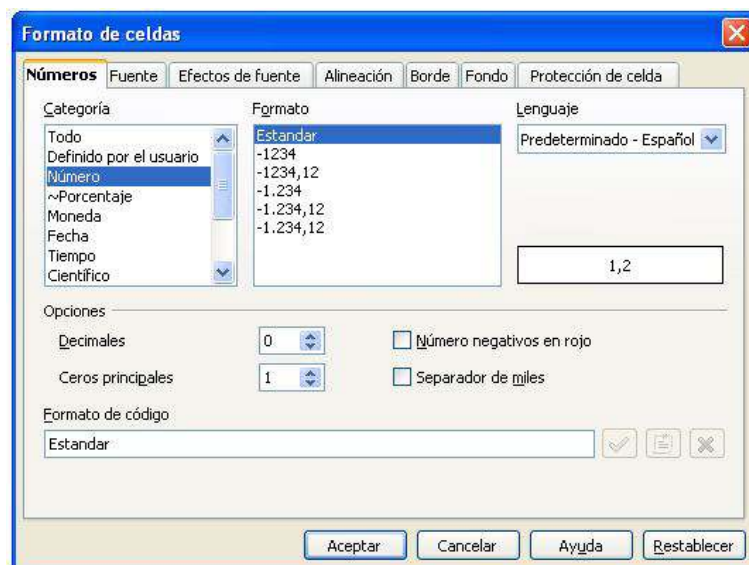 Formato de celdas
Números Fuente Efectos de fuente Alineación Borde Fondo Protección de celda
Categoría
Todo
Definido por el usuario
Número
~Porcentaje
Moneda
Fecha
Tiempo
Científico
Formato
Estandar
-1234
-1234,12
-1.234
-1.234,12
-1.234,12
Lenguaje
Predeterminado - Español
1,2
Opciones
Decimales 0 Número negativos en rojo
Ceros principales 1 Separador de miles
Formato de código
Estandar
Aceptar Cancelar Ayuda Restablecer